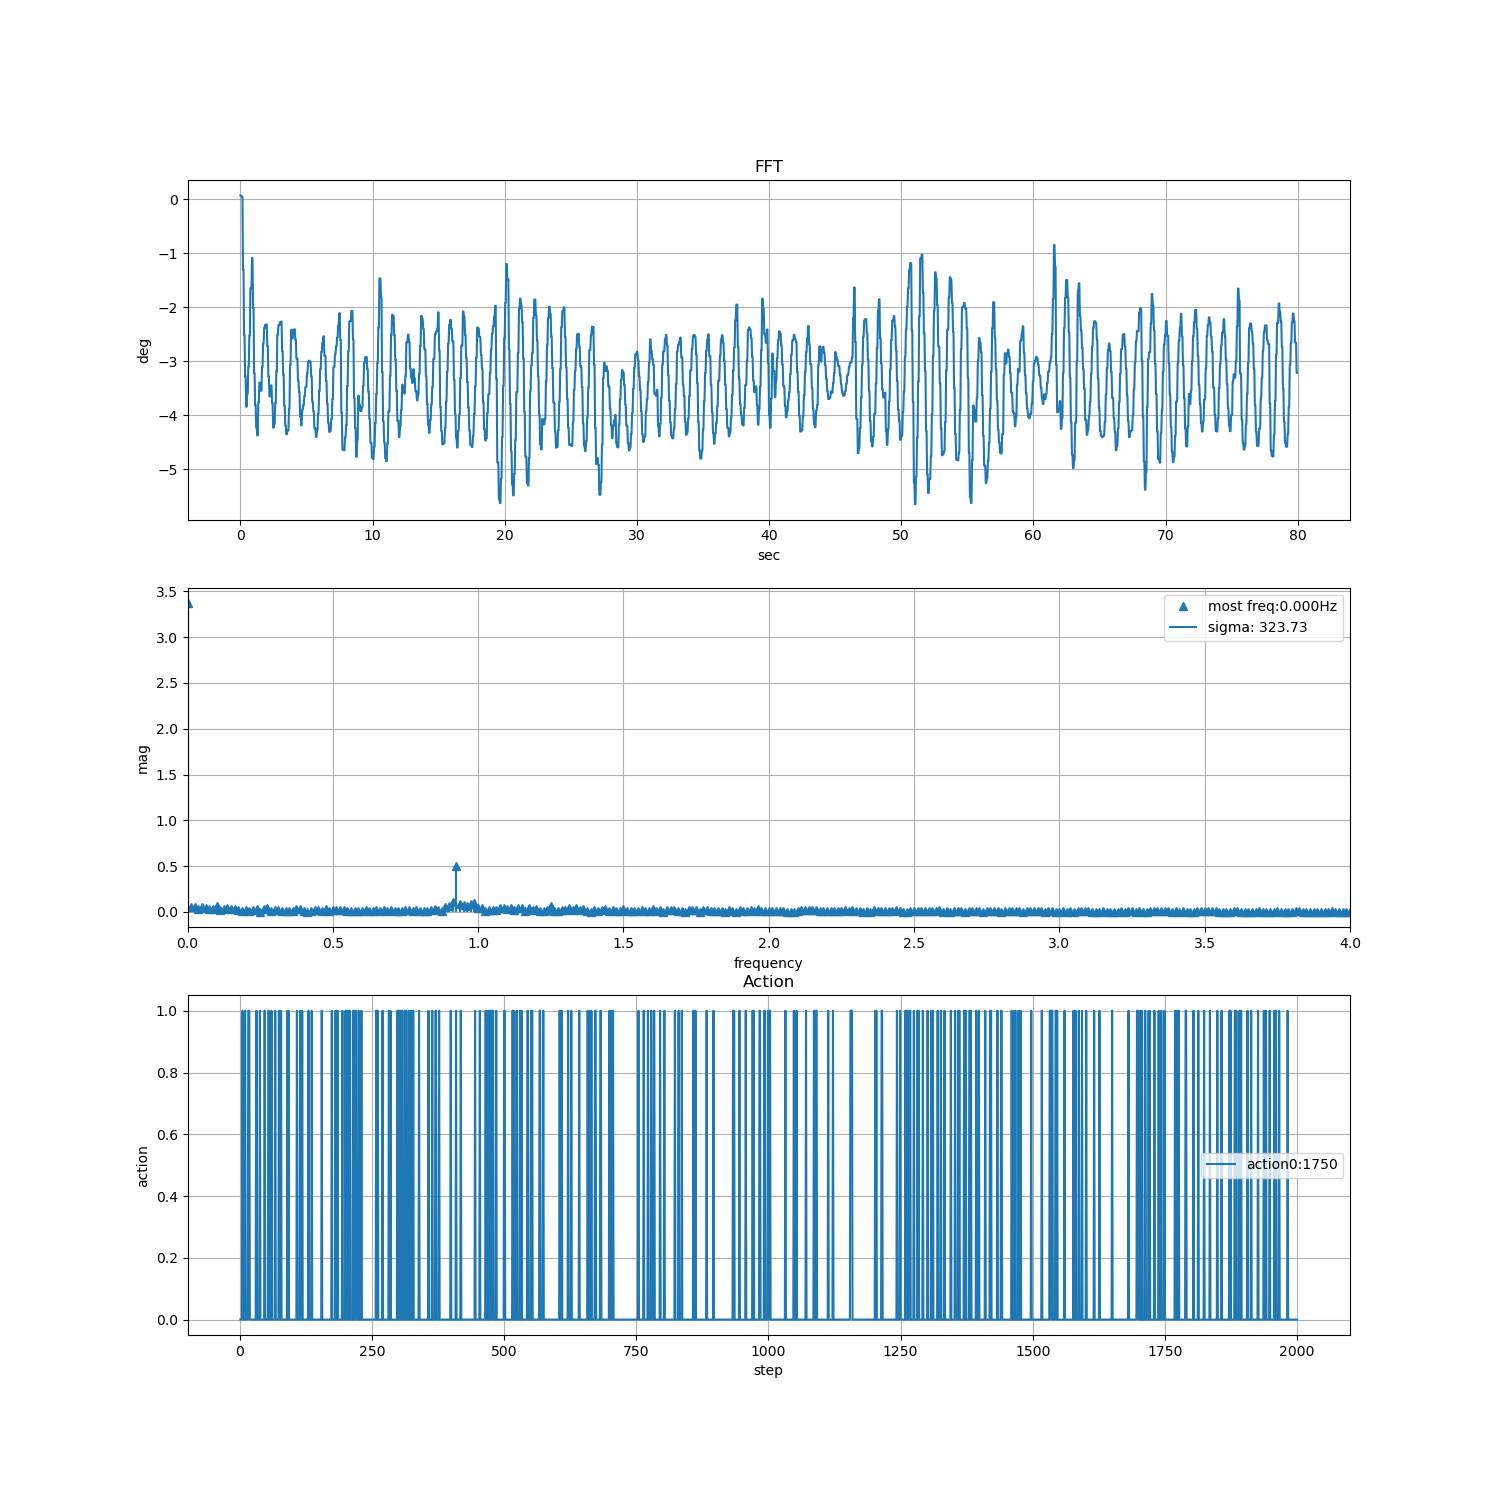 FFT
0
−1
−2
−3
−4
−5
deg
0 10 20 30 40 50 60 70 80
sec
3.5
3.0
2.5
2.0
1.5
1.0
0.5
0.0
mag
most freq:0.000Hz
sigma: 323.73
0.0 0.5 1.0 1.5 2.0 2.5 3.0 3.5 4.0
frequency
Action
1.0
0.8
0.6
0.4
0.2
0.0
action
action0:1750
0 250 500 750 1000 1250 1500 1750 2000
step